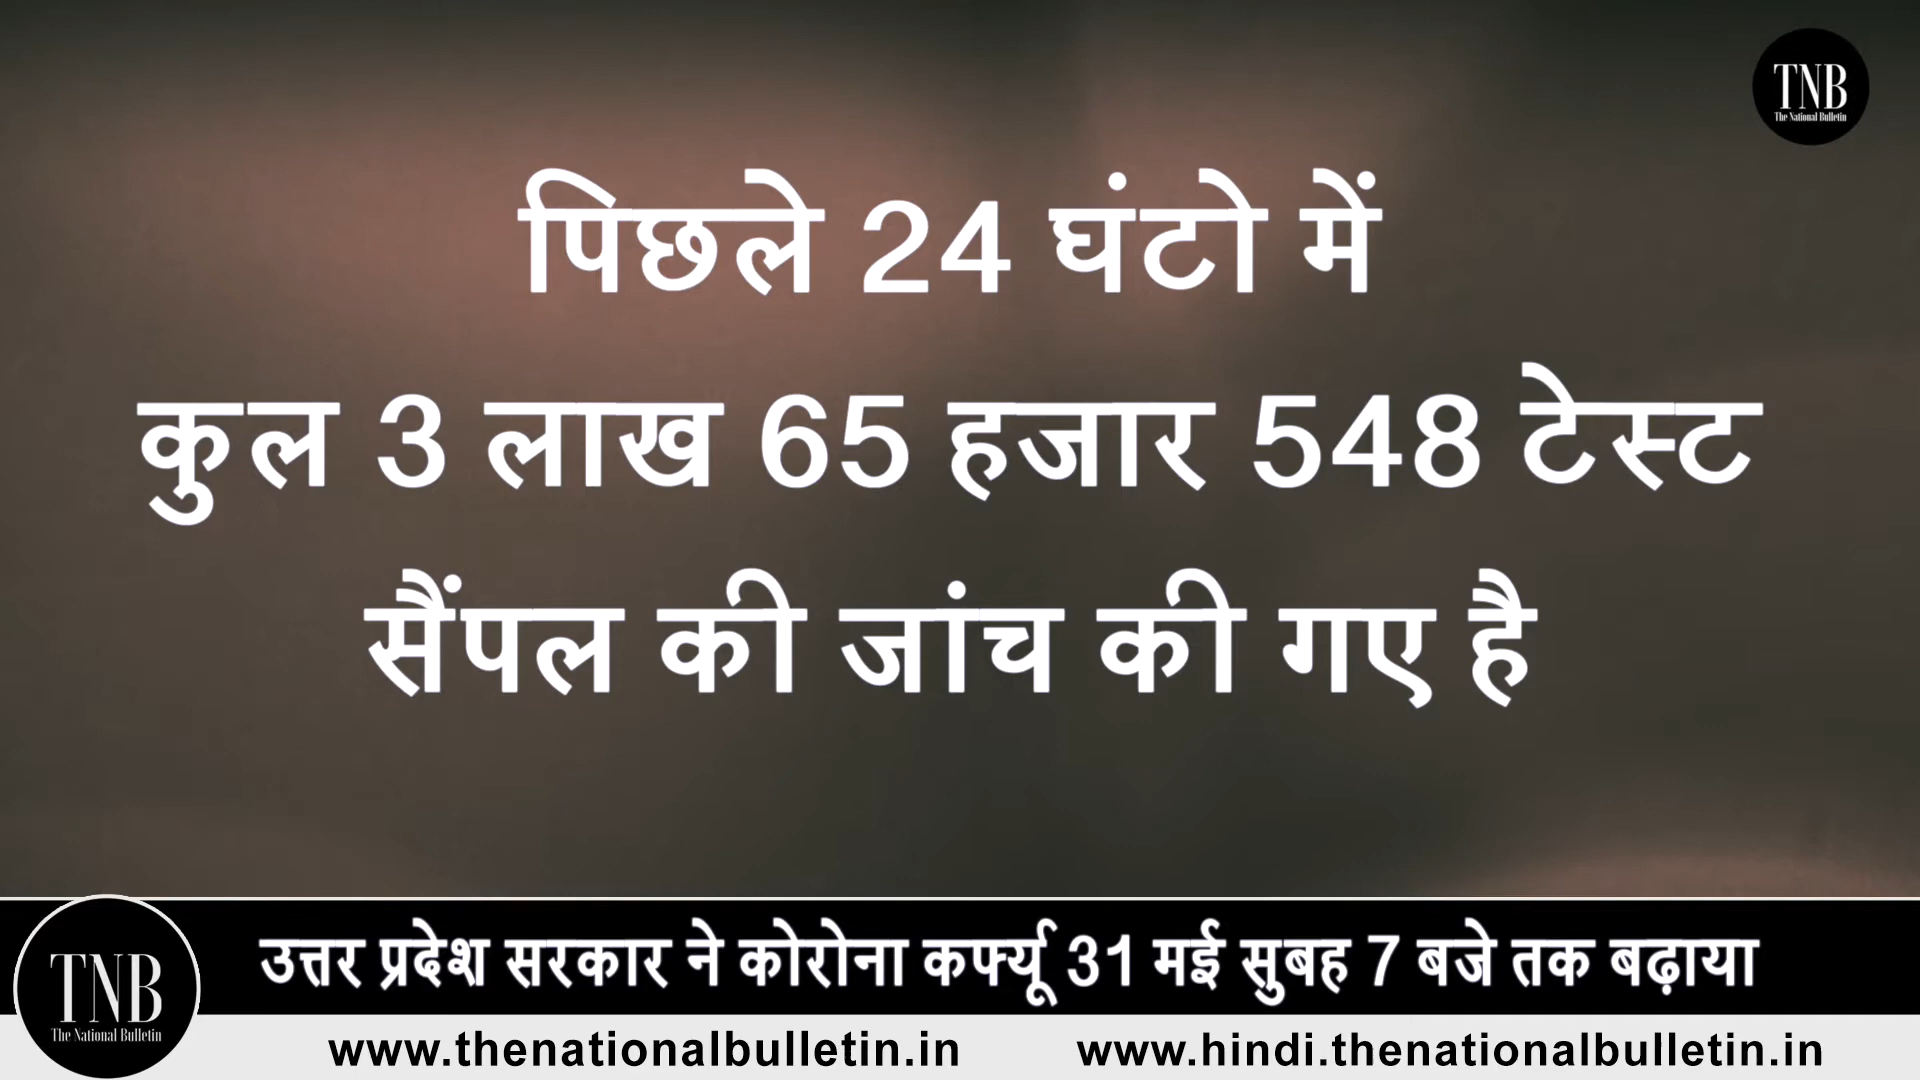 TNB
The National Bulletin
पिछले 24 घंटो में
कुल 3 लाख 65 हजार 548 टेस्ट
सैंपल की जांच की गए है
उत्तर प्रदेश सरकार ने कोरोना कर्फ्यू 31 मई सुबह 7 बजे तक बढ़ाया
TNB
The National Bulletin
www.thenationalbulletin.in www.hindi.thenationalbulletin.in